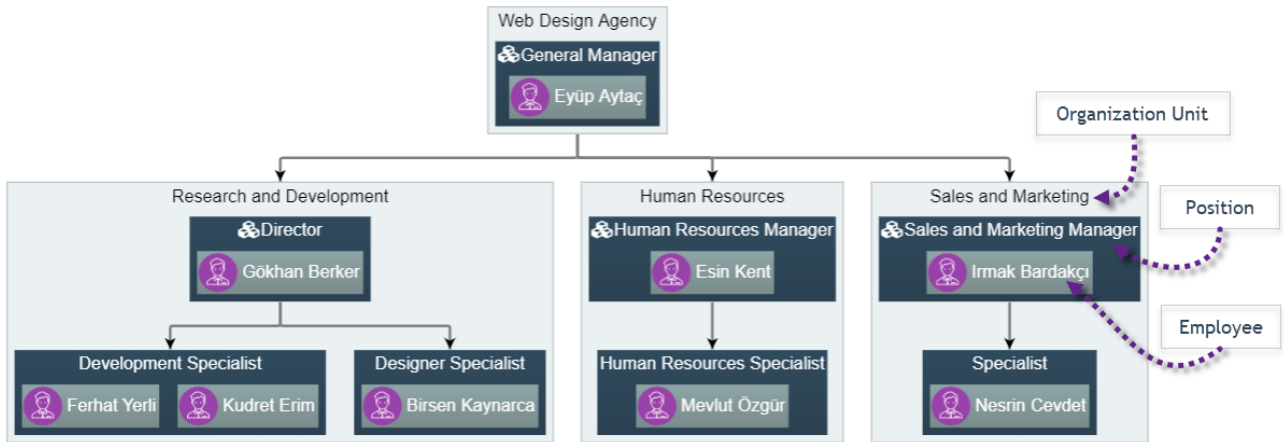 Web Design Agency
General Manager
Eyüp Aytaç
Organization Unit
Research and Development
Human Resources
Sales and Marketing
Position
Director
Human Resources Manager
Sales and Marketing Manager
Gökhan Berker
Esin Kent
Irmak Bardakçı
Employee
Development Specialist
Designer Specialist
Human Resources Specialist
Specialist
Ferhat Yerli
Kudret Erim
Birsen Kaynarca
Mevlut Özgür
Nesrin Cevdet